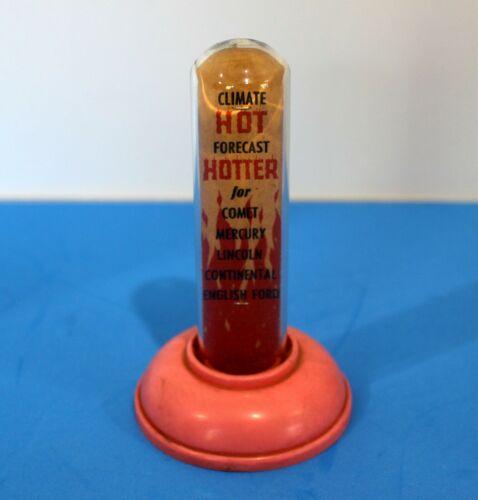 CLIMATE
HOT
FORECAST
HOTTER
for
COMET
MERCURY
LINCOLN
CONTINENTAL
ENGLISH FORD